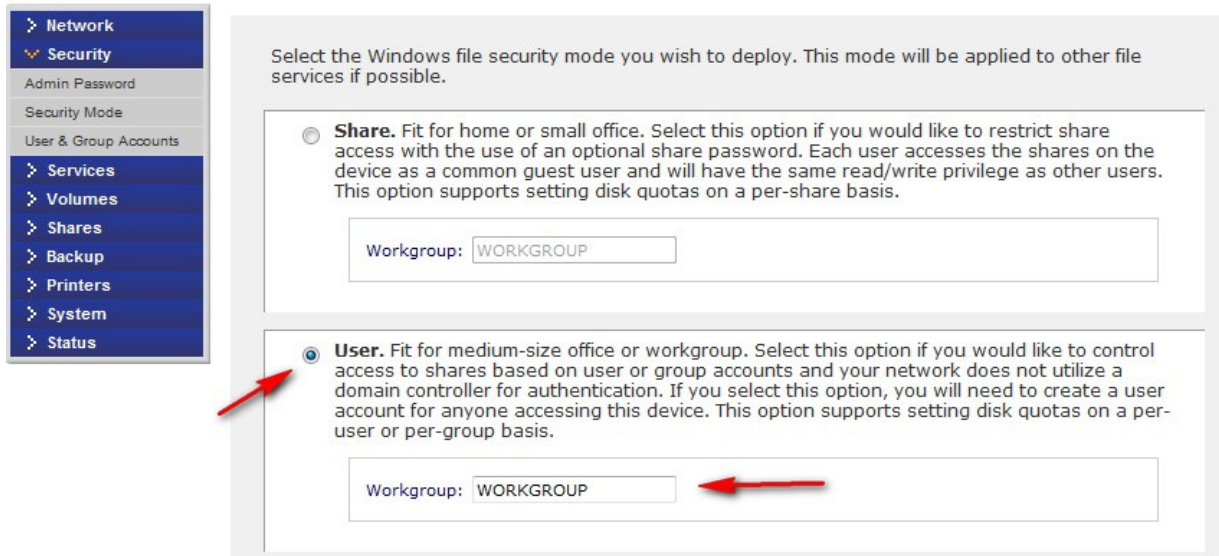 Network
Security
Admin Password
Security Mode
User & Group Accounts
Services
Volumes
Shares
Backup
Printers
System
Status
Select the Windows file security mode you wish to deploy. This mode will be applied to other file
services if possible.
Share. Fit for home or small office. Select this option if you would like to restrict share
access with the use of an optional share password. Each user accesses the shares on the
device as a common guest user and will have the same read/write privilege as other users.
This option supports setting disk quotas on a per-share basis.
Workgroup: WORKGROUP
User. Fit for medium-size office or workgroup. Select this option if you would like to control
access to shares based on user or group accounts and your network does not utilize a
domain controller for authentication. If you select this option, you will need to create a user
account for anyone accessing this device. This option supports setting disk quotas on a per-
user or per-group basis.
Workgroup: WORKGROUP